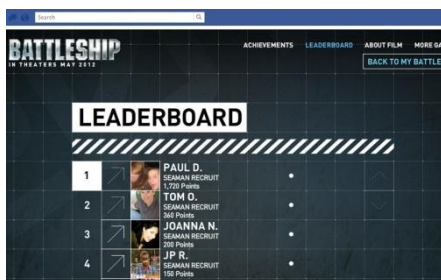 Search
BATTLESHIP
IN THEATERS MAY 2012
ACHIEVEMENTS LEADERBOARD ABOUT FILM MORE GA
BACK TO MY BATTLE
LEADERBOARD
1 PAUL D.
SEAMAN RECRUIT
1,720 Points
2 TOM O.
SEAMAN RECRUIT
360 Points
3 JOANNA N.
SEAMAN RECRUIT
200 Points
4 JP R.
SEAMAN RECRUIT
150 Points